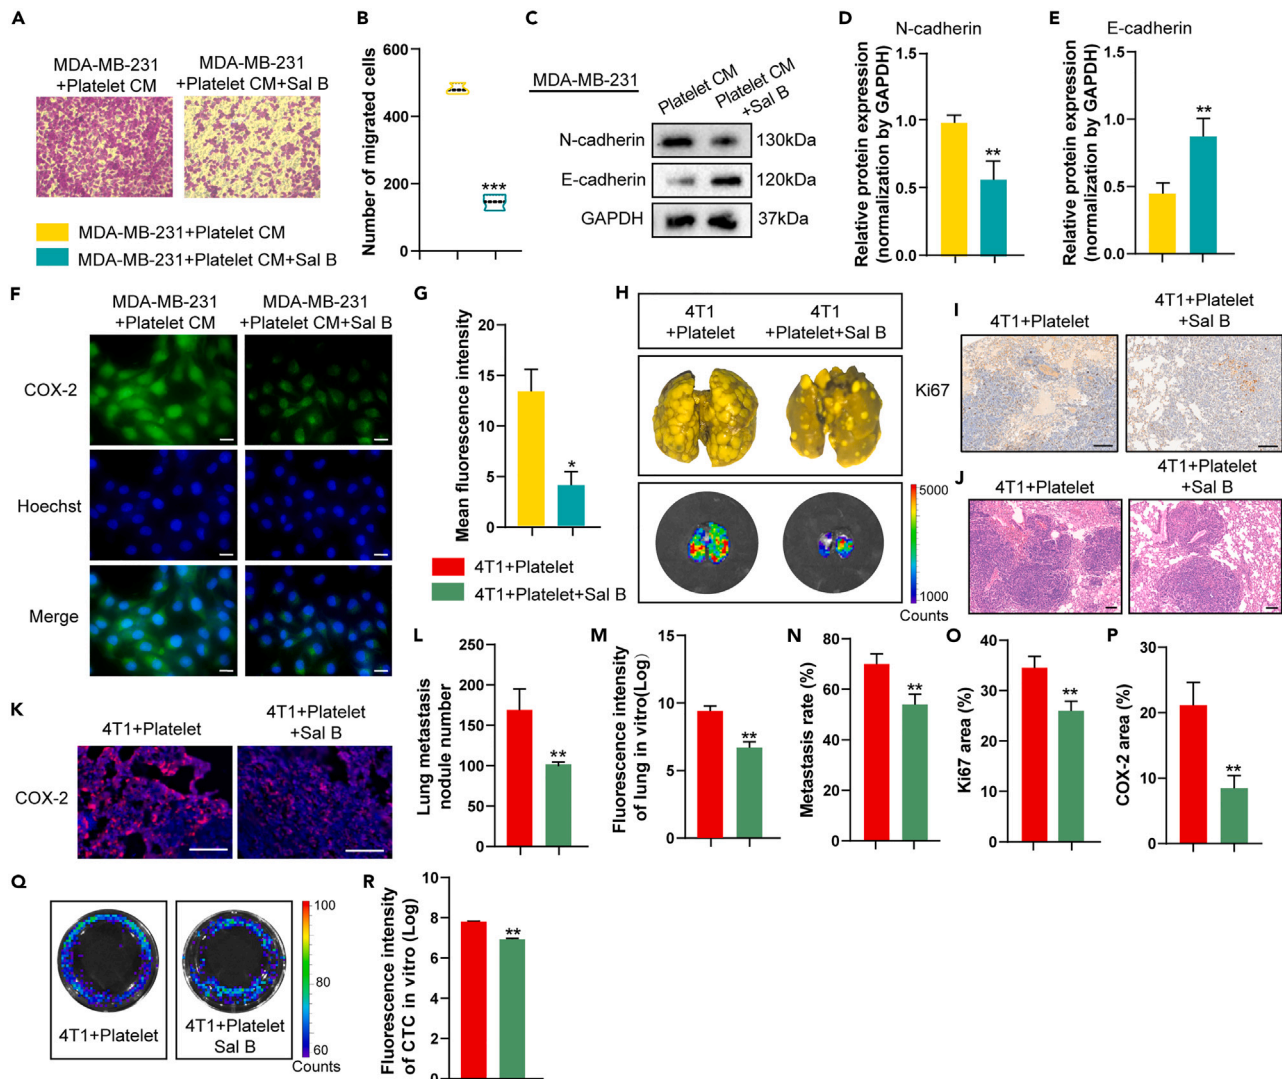 A
MDA-MB-231
+Platelet CM
MDA-MB-231
+Platelet CM+Sal B
MDA-MB-231+Platelet CM
MDA-MB-231+Platelet CM+Sal B
B
Number of migrated cells
600
400
200
0
***
C
MDA-MB-231
Platelet CM
Platelet CM
+Sal B
N-cadherin
130kDa
E-cadherin
120kDa
GAPDH
37kDa
D
N-cadherin
Relative protein expression
(normalization by GAPDH)
1.5
1.0
0.5
0.0
**
E
E-cadherin
Relative protein expression
(normalization by GAPDH)
1.5
1.0
0.5
0.0
**
F
MDA-MB-231
+Platelet CM
MDA-MB-231
+Platelet CM+Sal B
COX-2
Hoechst
Merge
G
Mean fluorescence intensity
20
15
10
5
0
*
4T1+Platelet
4T1+Platelet+Sal B
H
4T1
+Platelet
4T1
+Platelet+Sal B
5000
1000
Counts
I
4T1+Platelet
4T1+Platelet
+Sal B
Ki67
J
4T1+Platelet
4T1+Platelet
+Sal B
K
4T1+Platelet
4T1+Platelet
+Sal B
COX-2
L
Lung metastasis
nodule number
250
200
150
100
50
0
**
M
Fluorescence intensity
of lung in vitro(Log)
15
10
5
0
**
N
Metastasis rate (%)
80
60
40
20
0
**
O
Ki67 area (%)
40
30
20
10
0
**
P
COX-2 area (%)
30
20
10
0
**
Q
4T1+Platelet
4T1+Platelet
Sal B
100
80
60
Counts
R
Fluorescence intensity
of CTC in vitro (Log)
10
8
6
4
2
0
**